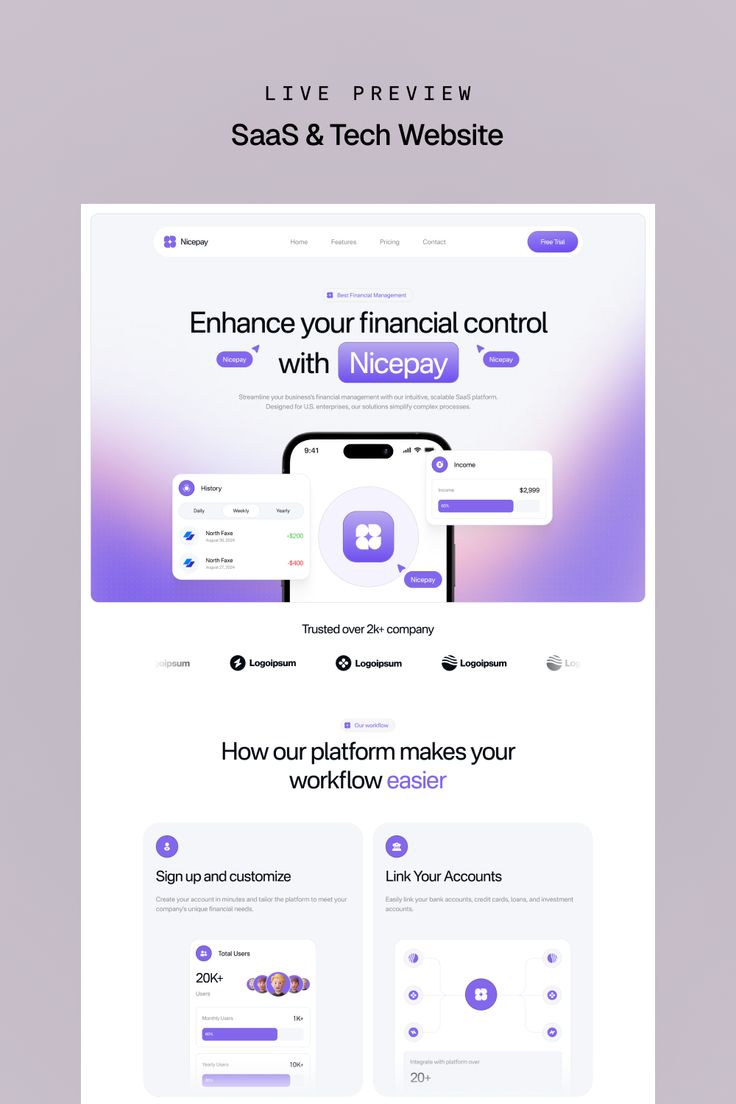 LIVE PREVIEW
SaaS & Tech Website
Nicepay
Home
Features
Pricing
Contact
Free Trial
Best Financial Management
Enhance your financial control
with Nicepay
Nicepay
Nicepay
Streamline your business's financial management with our intuitive, scalable SaaS platform.
Designed for U.S. enterprises, our solutions simplify complex processes.
9:41
History
Daily
Weekly
Yearly
North Faxe
+$200
August 30, 2024
North Faxe
-$400
August 27, 2024
Income
Income
$2,999
60%
Nicepay
Trusted over 2k+ company
oipsum
Logoipsum
Logoipsum
Logoipsum
Log
Our workflow
How our platform makes your
workflow easier
Sign up and customize
Create your account in minutes and tailor the platform to meet your
company's unique financial needs.
Total Users
20K+
Users
Monthly Users
1K+
60%
Yearly Users
10K+
Link Your Accounts
Easily link your bank accounts, credit cards, loans, and investment
accounts.
Integrate with platform over
20+